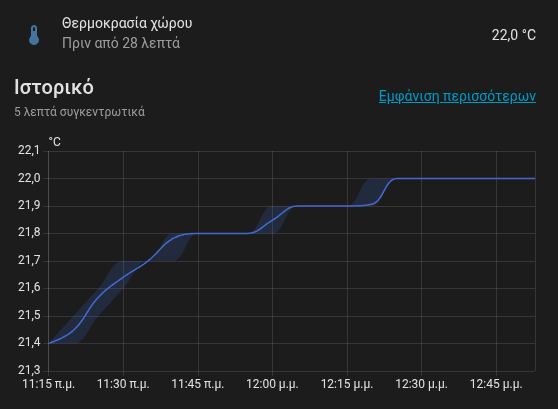 Θερμοκρασία χώρου
Πριν από 28 λεπτά
22,0 °C
Ιστορικό
Εμφάνιση περισσότερων
5 λεπτά συγκεντρωτικά
°C
22,1
22,0
21,9
21,8
21,7
21,6
21,5
21,4
21,3
11:15 π.μ. 11:30 π.μ. 11:45 π.μ. 12:00 μ.μ. 12:15 μ.μ. 12:30 μ.μ. 12:45 μ.μ.